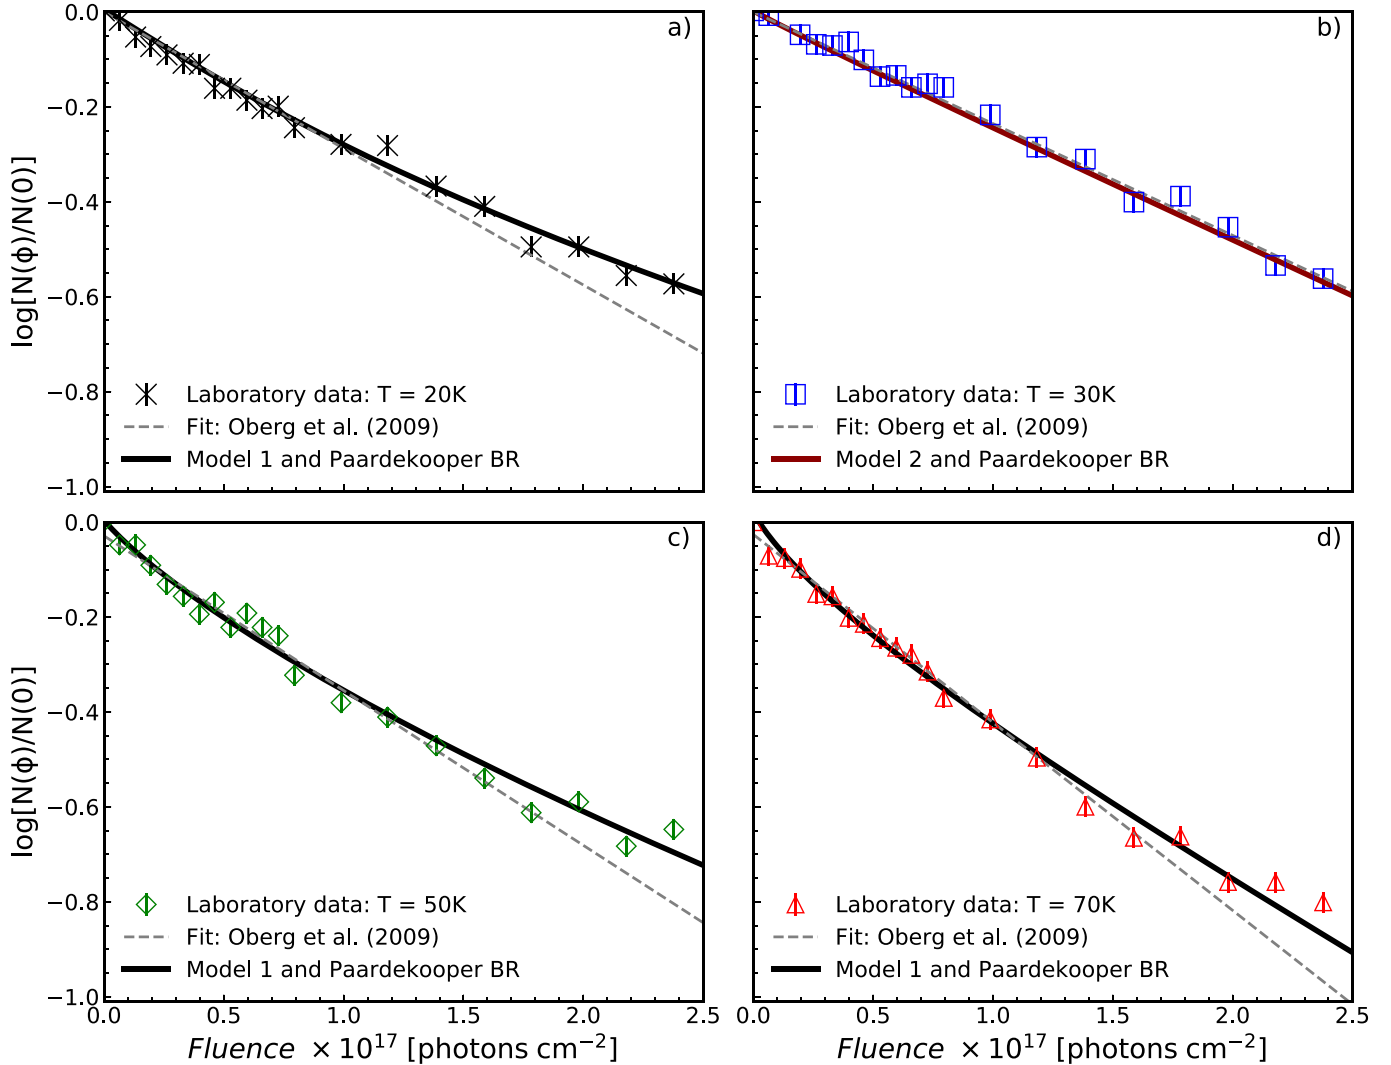 a)
b)
0.0
−0.2
−0.4
−0.6
−0.8
−1.0
log[N(ϕ)/N(0)]
Laboratory data: T = 20K
Fit: Oberg et al. (2009)
Model 1 and Paardekooper BR
Laboratory data: T = 30K
Fit: Oberg et al. (2009)
Model 2 and Paardekooper BR
c)
d)
0.0
−0.2
−0.4
−0.6
−0.8
−1.0
log[N(ϕ)/N(0)]
Laboratory data: T = 50K
Fit: Oberg et al. (2009)
Model 1 and Paardekooper BR
Laboratory data: T = 70K
Fit: Oberg et al. (2009)
Model 1 and Paardekooper BR
0.0 0.5 1.0 1.5 2.0 2.5
0.0 0.5 1.0 1.5 2.0 2.5
Fluence × 10¹⁷ [photons cm⁻²]
Fluence × 10¹⁷ [photons cm⁻²]